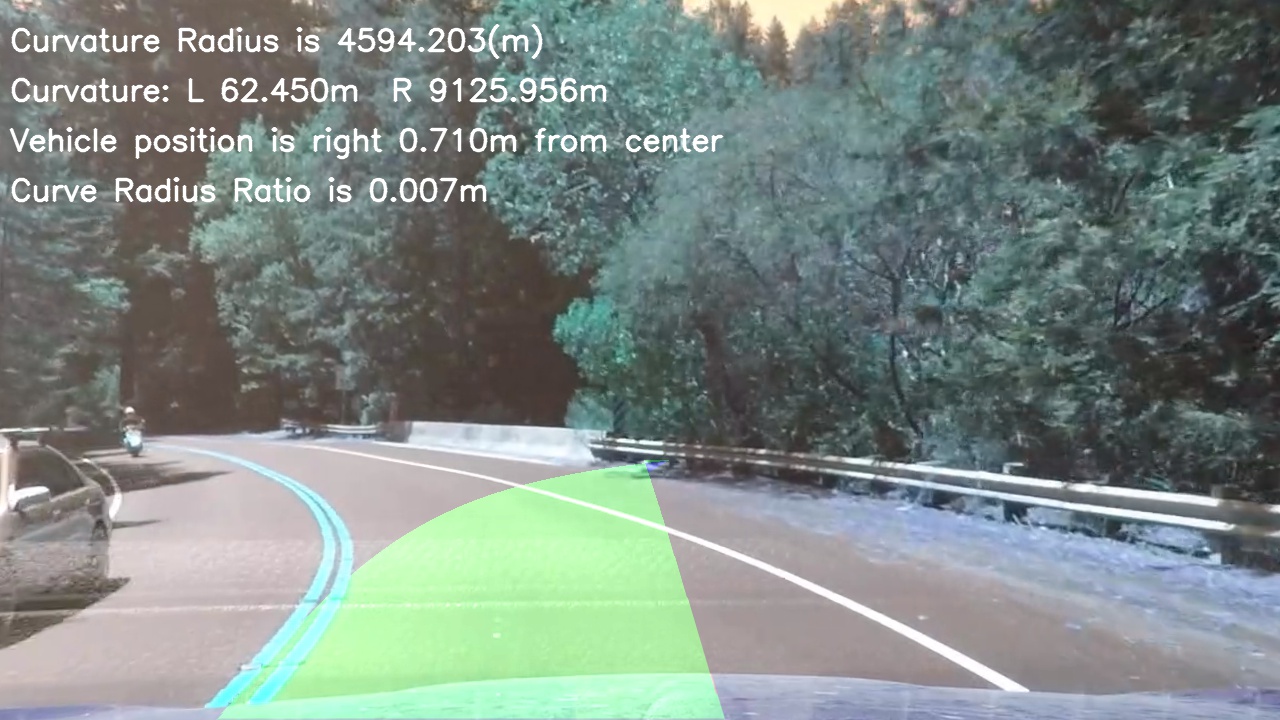 Curvature Radius is 4594.203(m)
Curvature: L 62.450m R 9125.956m
Vehicle position is right 0.710m from center
Curve Radius Ratio is 0.007m